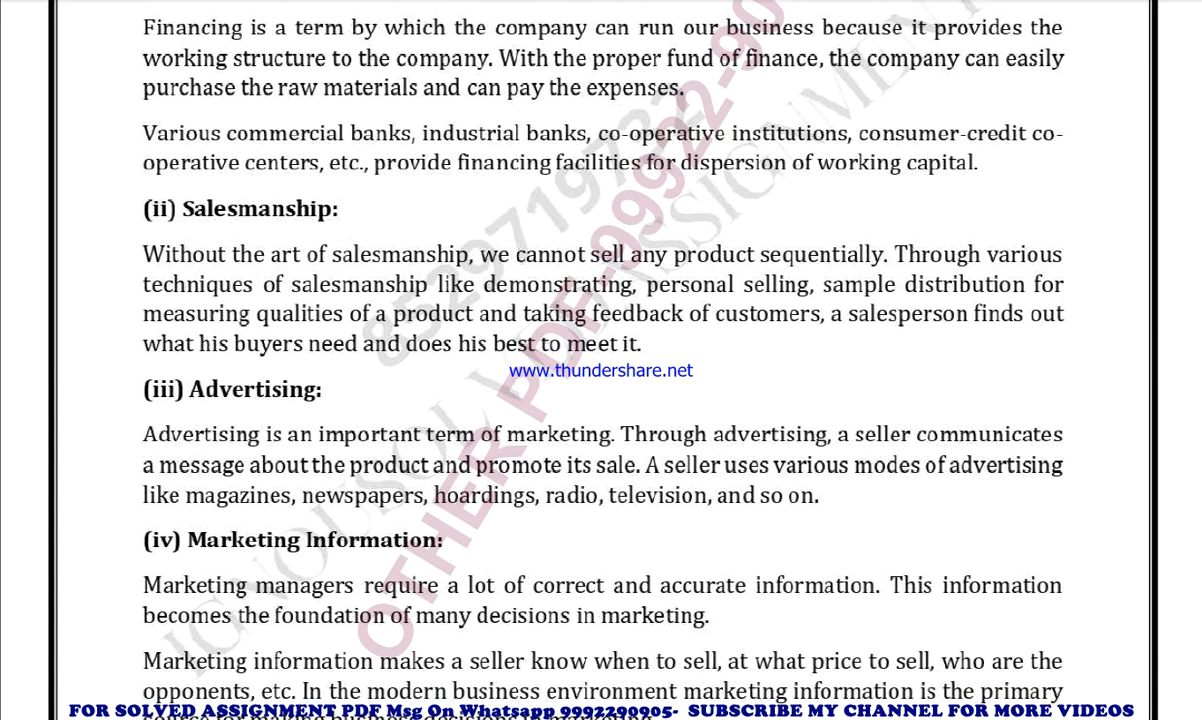 Financing is a term by which the company can run our business because it provides the
working structure to the company. With the proper fund of finance, the company can easily
purchase the raw materials and can pay the expenses.
Various commercial banks, industrial banks, co-operative institutions, consumer-credit co-
operative centers, etc., provide financing facilities for dispersion of working capital.
(ii) Salesmanship:
Without the art of salesmanship, we cannot sell any product sequentially. Through various
techniques of salesmanship like demonstrating, personal selling, sample distribution for
measuring qualities of a product and taking feedback of customers, a salesperson finds out
what his buyers need and does his best to meet it.
www.thundershare.net
(iii) Advertising:
Advertising is an important term of marketing. Through advertising, a seller communicates
a message about the product and promote its sale. A seller uses various modes of advertising
like magazines, newspapers, hoardings, radio, television, and so on.
(iv) Marketing Information:
Marketing managers require a lot of correct and accurate information. This information
becomes the foundation of many decisions in marketing.
Marketing information makes a seller know when to sell, at what price to sell, who are the
opponents, etc. In the modern business environment marketing information is the primary
FOR SOLVED ASSIGNMENT PDF Msg On Whatsapp 9992290905- SUBSCRIBE MY CHANNEL FOR MORE VIDEOS
OTHER PDF-99922-90